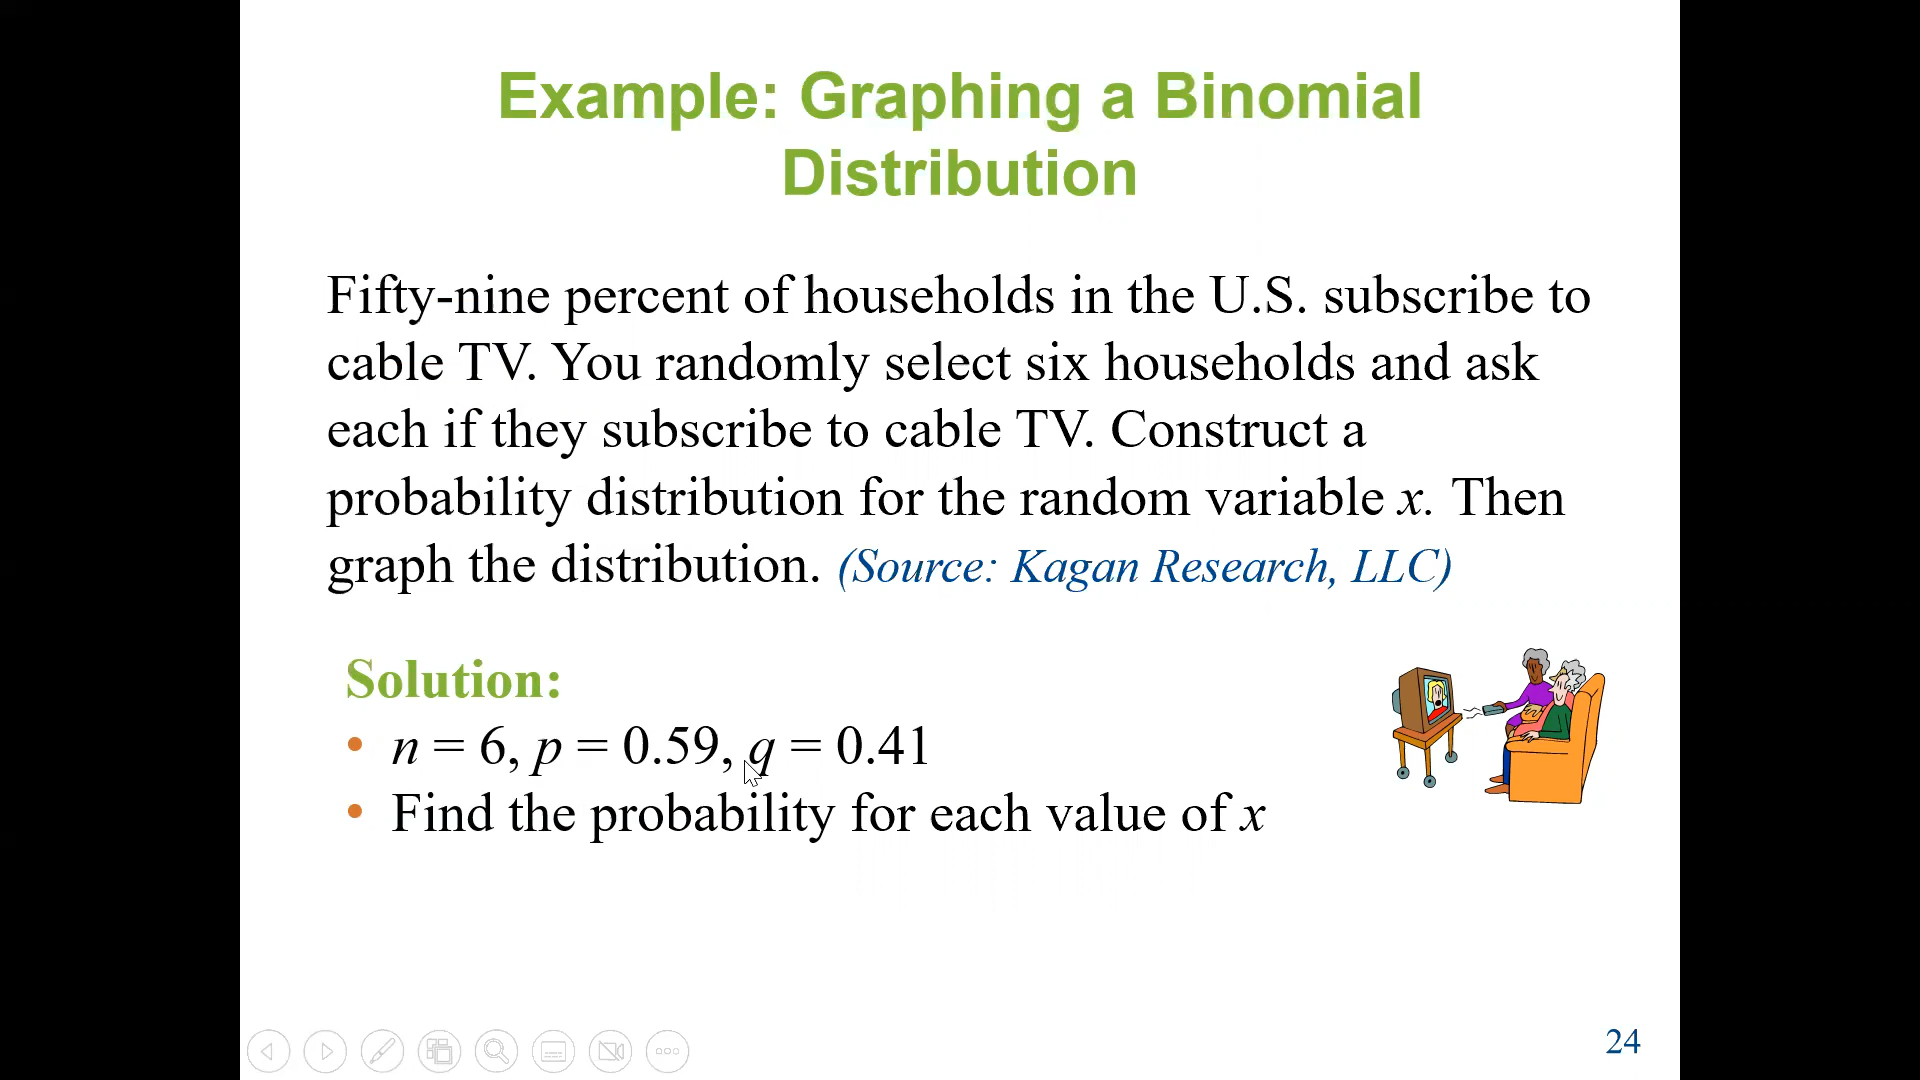 Example: Graphing a Binomial
Distribution
Fifty-nine percent of households in the U.S. subscribe to
cable TV. You randomly select six households and ask
each if they subscribe to cable TV. Construct a
probability distribution for the random variable x. Then
graph the distribution. (Source: Kagan Research, LLC)
Solution:
• n = 6, p = 0.59, q = 0.41
• Find the probability for each value of x
24